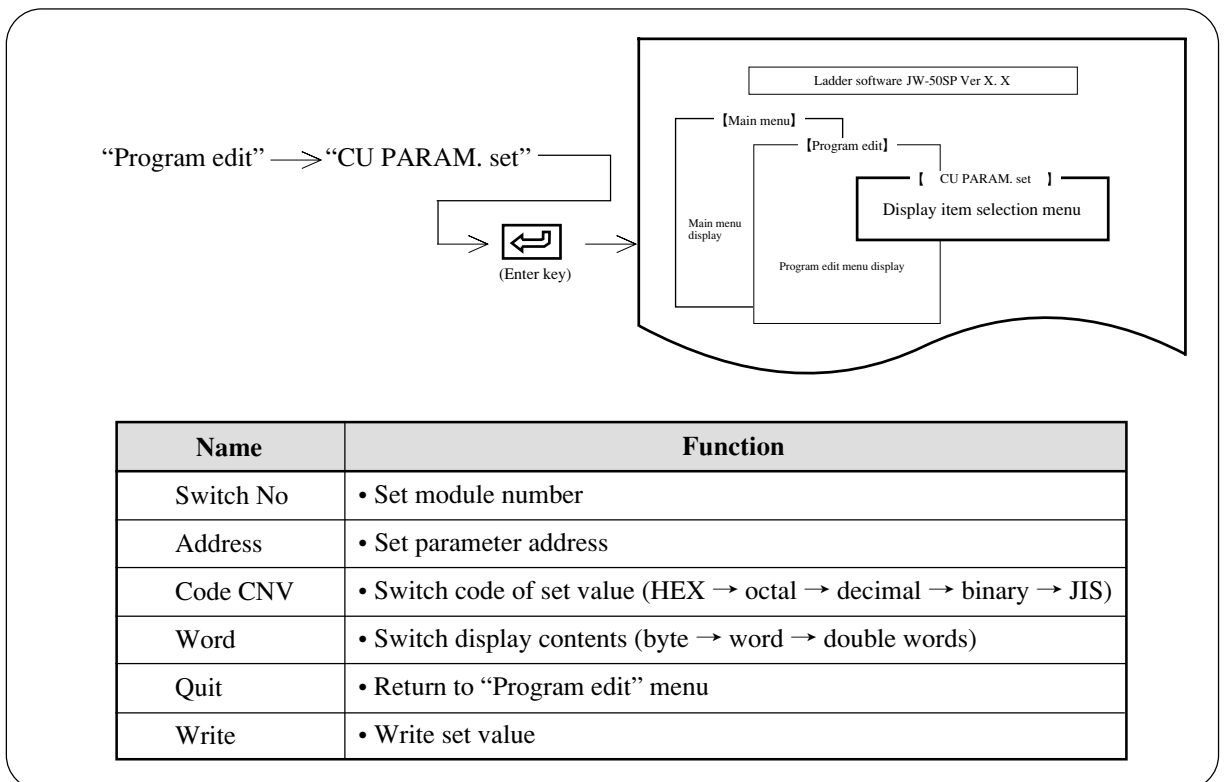 Ladder software JW-50SP Ver X. X
【Main menu】
【Program edit】
“Program edit” → “CU PARAM. set”
【 CU PARAM. set 】
Display item selection menu
Main menu
display
(Enter key)
Program edit menu display
Name Function
Switch No • Set module number
Address • Set parameter address
Code CNV • Switch code of set value (HEX → octal → decimal → binary → JIS)
Word • Switch display contents (byte → word → double words)
Quit • Return to “Program edit” menu
Write • Write set value